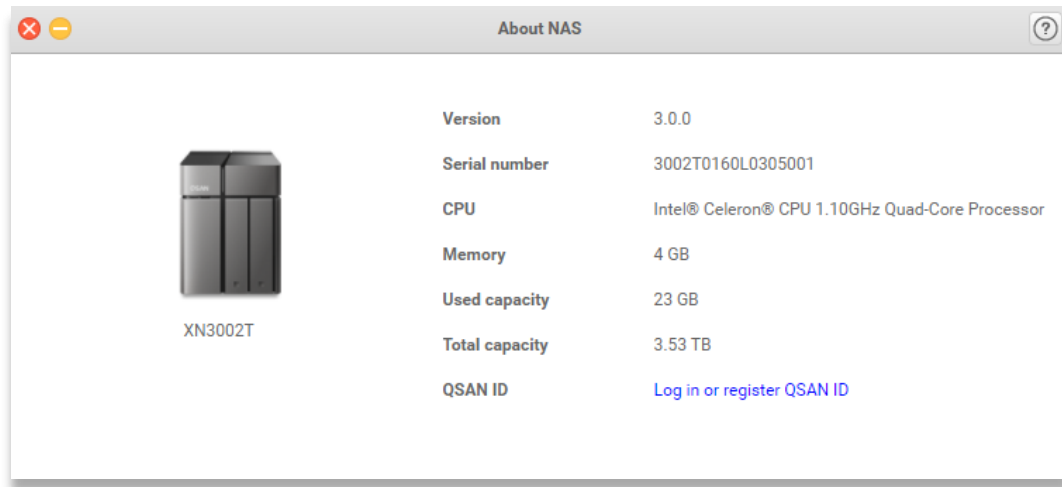 About NAS
?
Version 3.0.0
Serial number 3002T0160L0305001
CPU Intel® Celeron® CPU 1.10GHz Quad-Core Processor
Memory 4 GB
Used capacity 23 GB
XN3002T
Total capacity 3.53 TB
QSAN ID Log in or register QSAN ID